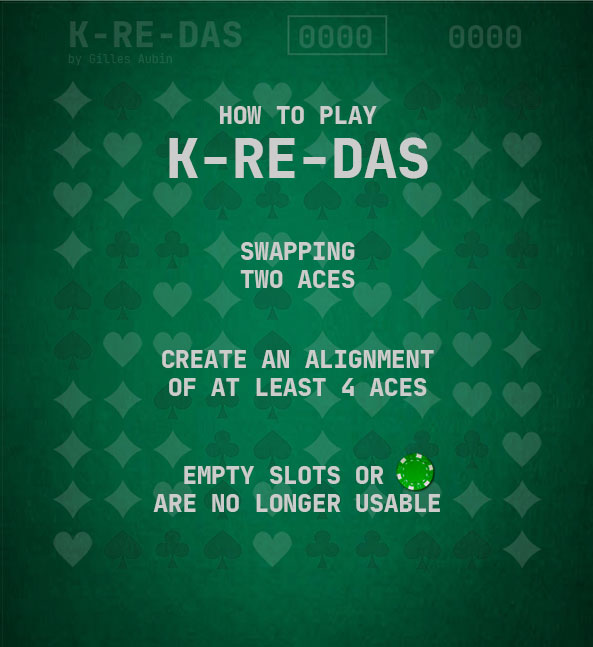 K-RE-DAS 0000 0000
by Gilles Aubin
HOW TO PLAY
K-RE-DAS
SWAPPING
TWO ACES
CREATE AN ALIGNMENT
OF AT LEAST 4 ACES
EMPTY SLOTS OR
ARE NO LONGER USABLE